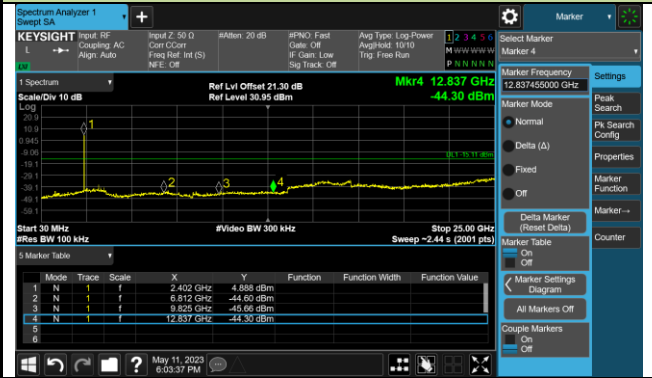 Spectrum Analyzer 1
Swept SA
Marker
KEYSIGHT
L
Input: RF
Coupling: AC
Align: Auto
Input Z: 50 Ω
Corr CCorr
Freq Ref: Int (S)
NFE: Off
#Atten: 20 dB
#PNO: Fast
Gate: Off
IF Gain: Low
Sig Track: Off
Avg Type: Log-Power
Avg|Hold: 10/10
Trig: Free Run
1 2 3 4 5 6
M W W W W W
P N N N N N
Select Marker
Marker 4
1 Spectrum
Scale/Div 10 dB
Ref Lvl Offset 21.30 dB
Ref Level 30.95 dBm
Mkr4 12.837 GHz
-44.30 dBm
Log
20.9
10.9
0.945
-9.06
-19.1
-29.1
-39.1
-49.1
-59.1
1
2
3
4
DL1 -15.11 dBm
Start 30 MHz
#Res BW 100 kHz
#Video BW 300 kHz
Stop 25.00 GHz
Sweep ~2.44 s (2001 pts)
5 Marker Table
Mode Trace Scale X Y Function Function Width Function Value
1 N 1 f 2.402 GHz 4.888 dBm
2 N 1 f 6.812 GHz -44.60 dBm
3 N 1 f 9.825 GHz -45.66 dBm
4 N 1 f 12.837 GHz -44.30 dBm
5
6
Marker Frequency
12.837455000 GHz
Marker Mode
Normal
Delta (Δ)
Fixed
Off
Delta Marker
(Reset Delta)
Marker Table
On
Off
Marker Settings
Diagram
All Markers Off
Couple Markers
On
Off
Settings
Peak
Search
Pk Search
Config
Properties
Marker
Function
Marker→
Counter
May 11, 2023
6:03:37 PM